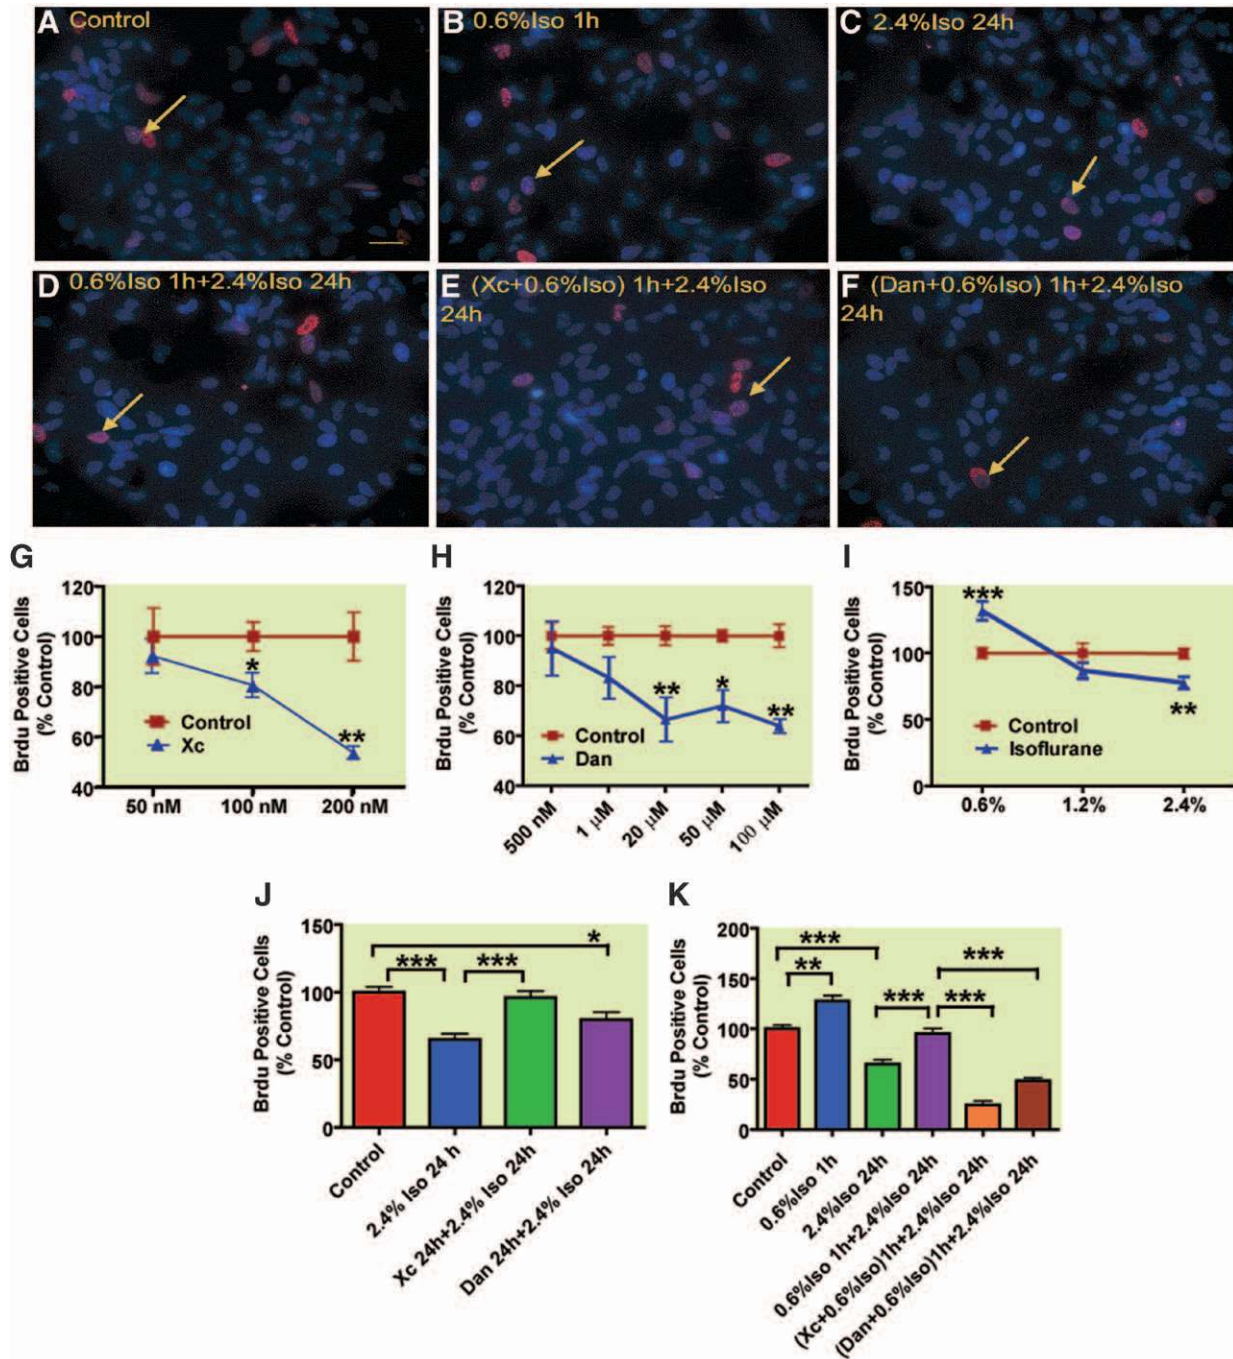 A Control
B 0.6%Iso 1h
C 2.4%Iso 24h
D 0.6%Iso 1h+2.4%Iso 24h
E (Xc+0.6%Iso) 1h+2.4%Iso
24h
F (Dan+0.6%Iso) 1h+2.4%Iso
24h
G
Brdu Positive Cells
(% Control)
120
100
80
60
40
*
**
Control
Xc
50 nM
100 nM
200 nM
H
Brdu Positive Cells
(% Control)
120
100
80
60
40
**
*
**
Control
Dan
500 nM
1 µM
20 µM
50 µM
100 µM
I
Brdu Positive Cells
(% Control)
150
100
50
0
***
**
Control
Isoflurane
0.6%
1.2%
2.4%
J
Brdu Positive Cells
(% Control)
150
100
50
0
*
***
***
Control
2.4% Iso 24 h
Xc 24h+2.4% Iso 24h
Dan 24h+2.4% Iso 24h
K
Brdu Positive Cells
(% Control)
200
150
100
50
0
***
**
***
***
***
Control
0.6%Iso 1h
2.4%Iso 24h
0.6%Iso 1h+2.4%Iso 24h
(Xc+0.6%Iso)1h+2.4%Iso 24h
(Dan+0.6%Iso)1h+2.4%Iso 24h